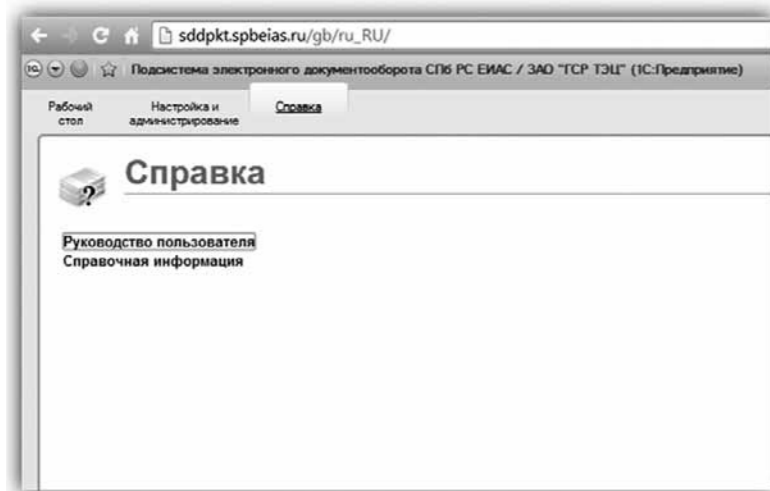 sddpkt.spbeias.ru/gb/ru_RU/
1С Подсистема электронного документооборота СПб РС ЕИАС / ЗАО "ГСР ТЭЦ" (1С:Предприятие)
Рабочий стол
Настройка и администрирование
Справка
Справка
Руководство пользователя
Справочная информация